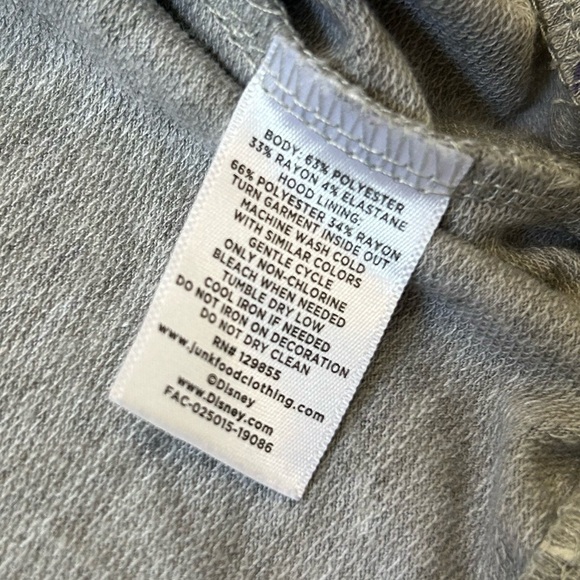 BODY: 63% POLYESTER
33% RAYON 4% ELASTANE
HOOD LINING:
66% POLYESTER 34% RAYON
TURN GARMENT INSIDE OUT
MACHINE WASH COLD
WITH SIMILAR COLORS
GENTLE CYCLE
ONLY NON-CHLORINE
BLEACH WHEN NEEDED
TUMBLE DRY LOW
COOL IRON IF NEEDED
DO NOT IRON ON DECORATION
DO NOT DRY CLEAN
RN# 129855
www.junkfoodclothing.com
©Disney
www.Disney.com
FAC-025015-19086